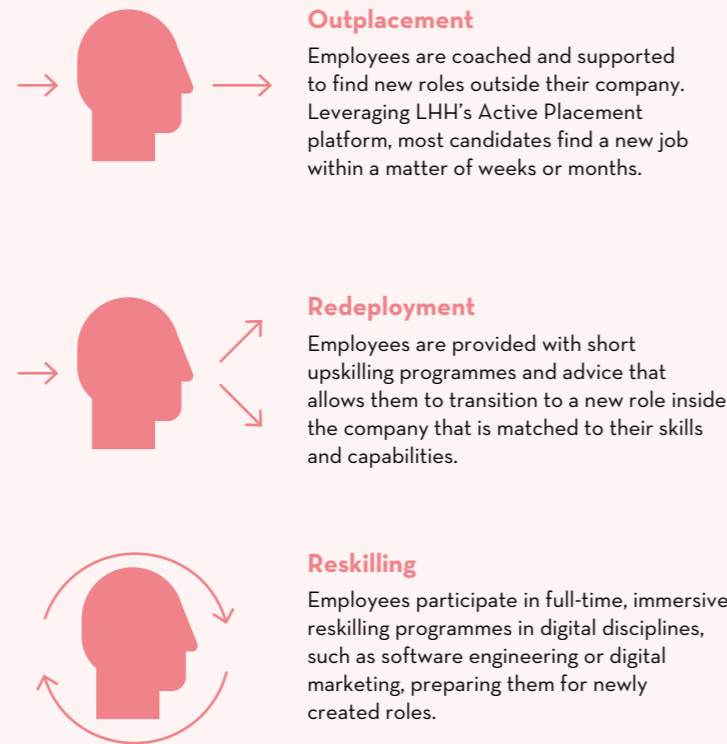 Outplacement
Employees are coached and supported
to find new roles outside their company.
Leveraging LHH's Active Placement
platform, most candidates find a new job
within a matter of weeks or months.
Redeployment
Employees are provided with short
upskilling programmes and advice that
allows them to transition to a new role inside
the company that is matched to their skills
and capabilities.
Reskilling
Employees participate in full-time, immersive
reskilling programmes in digital disciplines,
such as software engineering or digital
marketing, preparing them for newly
created roles.